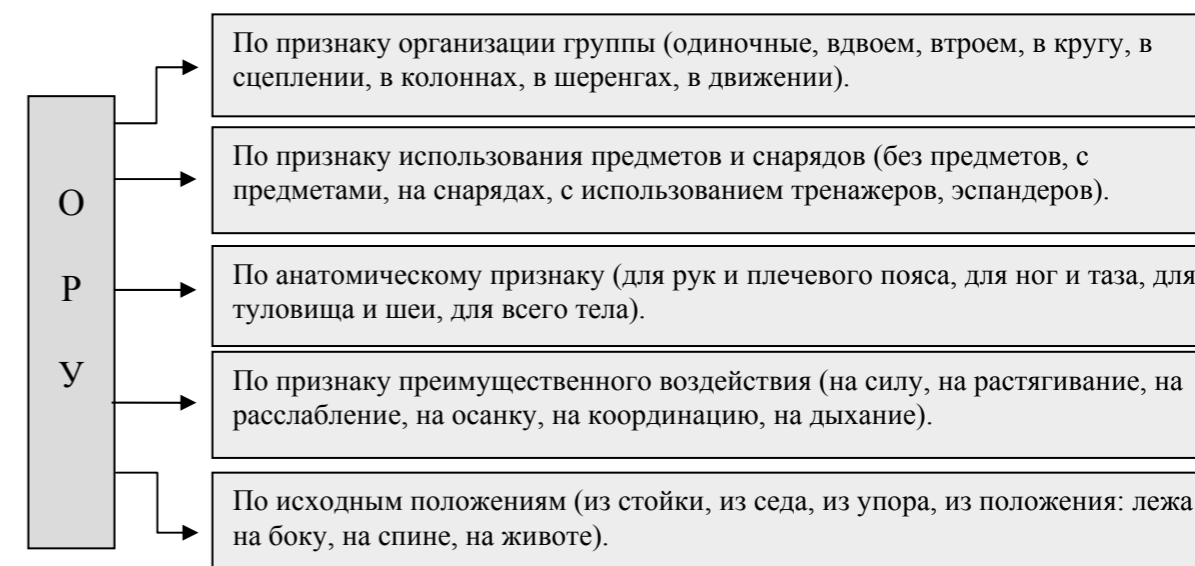 По признаку организации группы (одиночные, вдвоем, втроем, в кругу, в
сцеплении, в колоннах, в шеренгах, в движении).
По признаку использования предметов и снарядов (без предметов, с
предметами, на снарядах, с использованием тренажеров, эспандеров).
О
Р
У
По анатомическому признаку (для рук и плечевого пояса, для ног и таза, для
туловища и шеи, для всего тела).
По признаку преимущественного воздействия (на силу, на растягивание, на
расслабление, на осанку, на координацию, на дыхание).
По исходным положениям (из стойки, из седа, из упора, из положения: лежа
на боку, на спине, на животе).